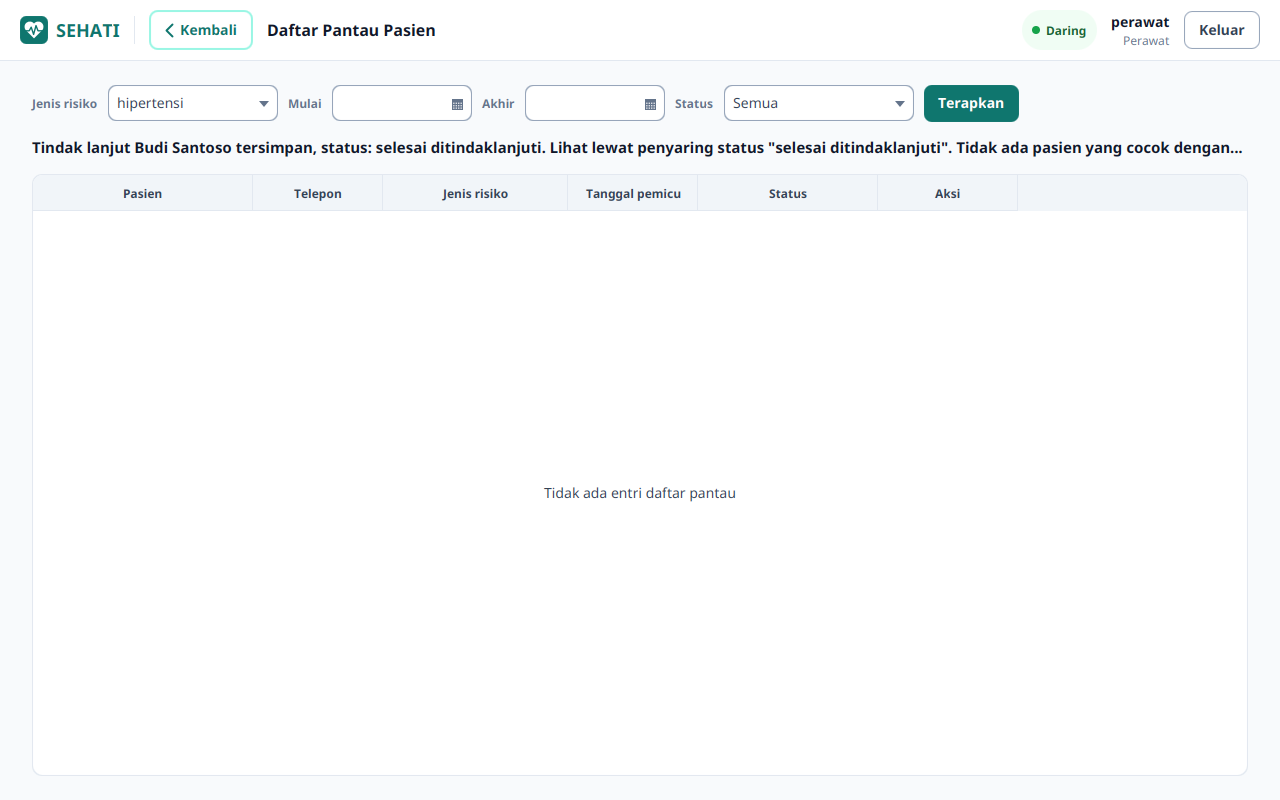 SEHATI
Kembali
Daftar Pantau Pasien
Daring
perawat
Perawat
Keluar
Jenis risiko
hipertensi
Mulai
Akhir
Status
Semua
Terapkan
Tindak lanjut Budi Santoso tersimpan, status: selesai ditindaklanjuti. Lihat lewat penyaring status "selesai ditindaklanjuti". Tidak ada pasien yang cocok dengan...
Pasien
Telepon
Jenis risiko
Tanggal pemicu
Status
Aksi
Tidak ada entri daftar pantau